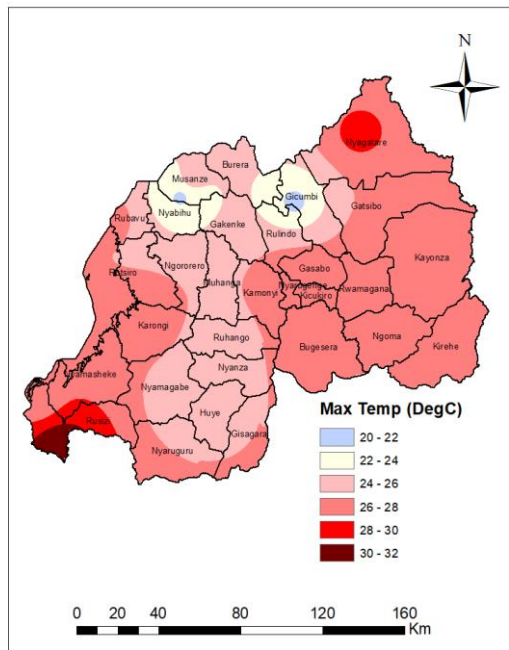 N
Nyagatare
Burera
Musanze
Gicumbi
Nyabihu
Gatsibo
Rubavu
Gakenke
Rulindo
Kayonza
Ngororero
Gasabo
Rutsiro
Muhanga
Kamonyi
Nyarugenge
Rwamagana
Kicukiro
Karongi
Ruhango
Bugesera
Ngoma
Kirehe
Nyanza
Nyamasheke
Nyamagabe
Huye
Rusizi
Gisagara
Nyaruguru
Max Temp (DegC)
20 - 22
22 - 24
24 - 26
26 - 28
28 - 30
30 - 32
0 20 40 80 120 160
Km